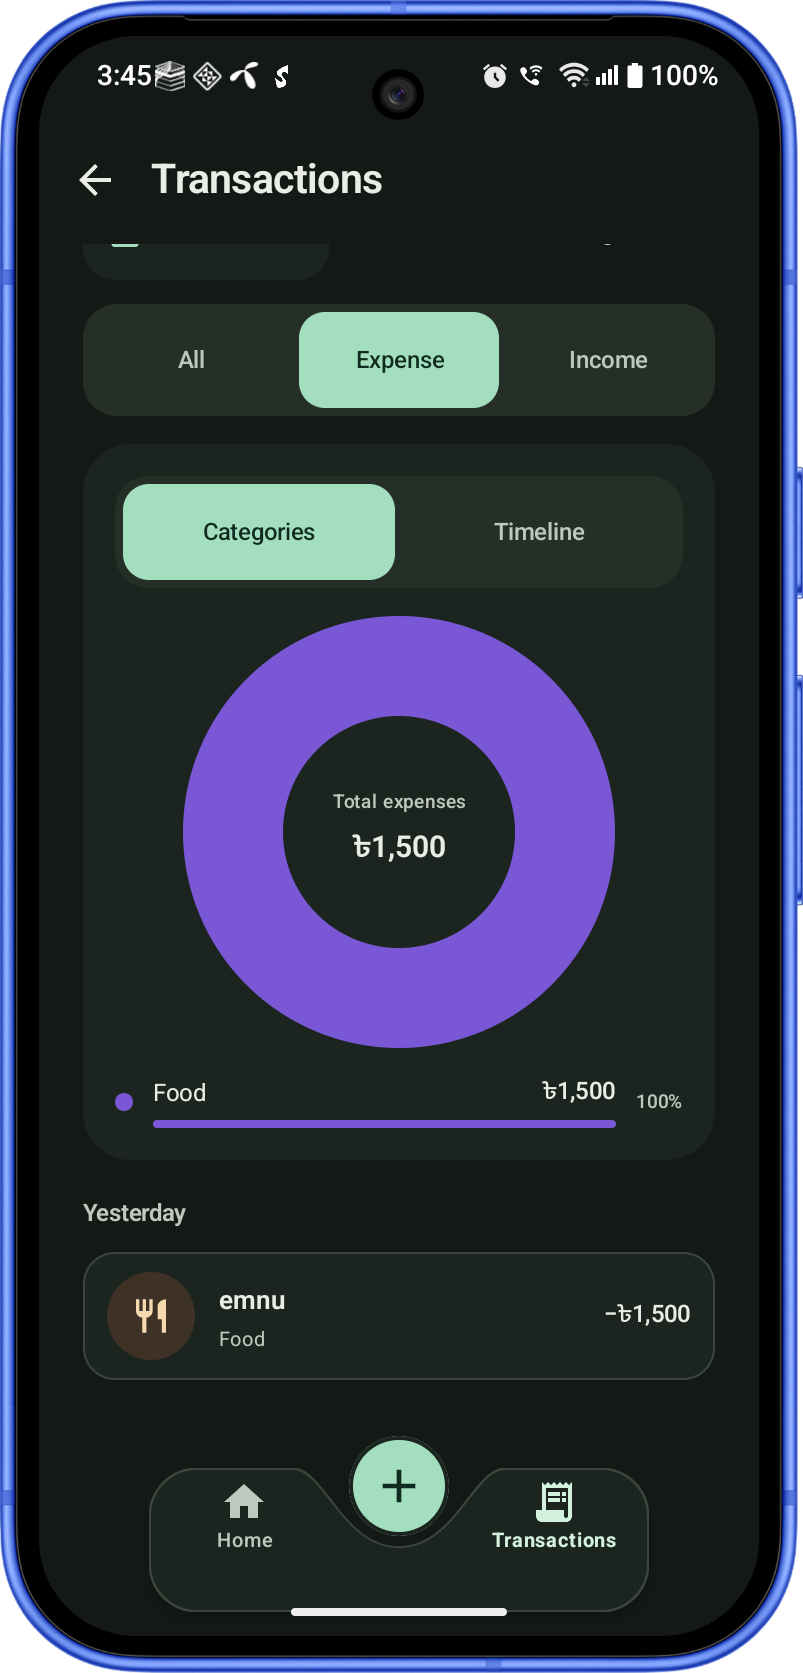 3:45 100%
Transactions
All Expense Income
Categories Timeline
Total expenses
৳1,500
Food ৳1,500 100%
Yesterday
emnu
Food
-৳1,500
Home
Transactions